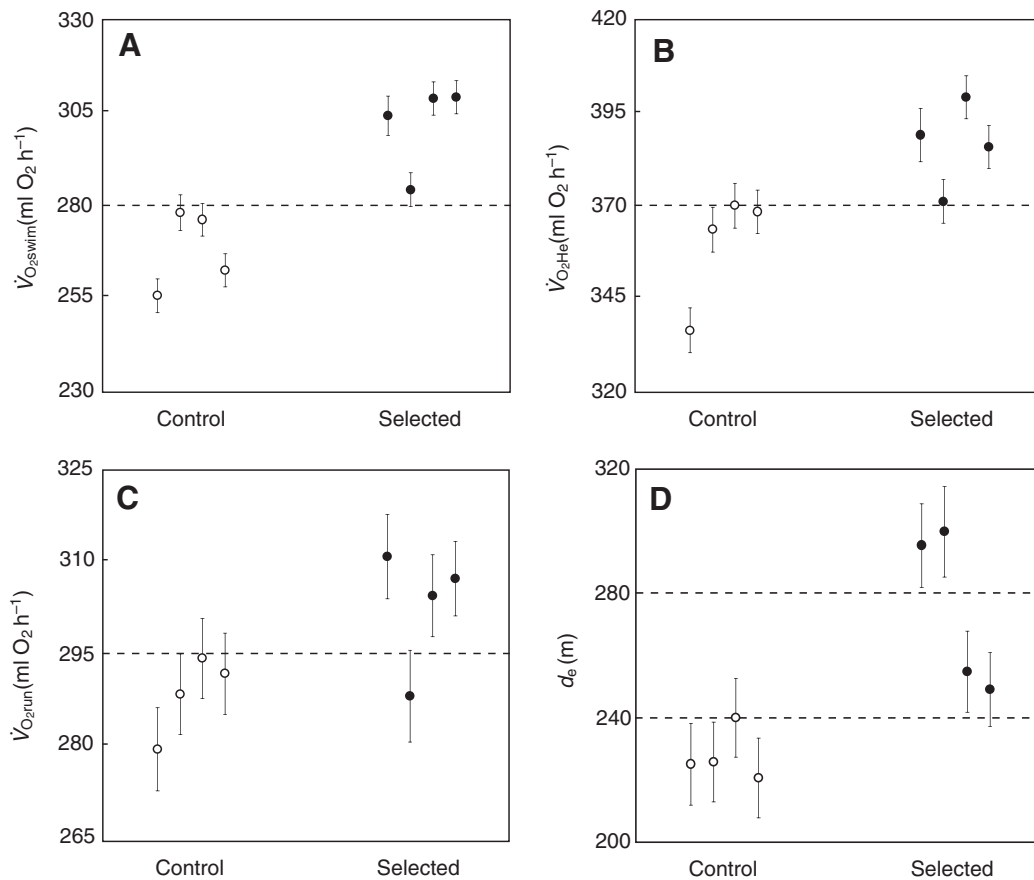 A
330
305
280
255
230
V̇O₂swim(ml O₂ h⁻¹)
Control
Selected
B
420
395
370
345
320
V̇O₂He(ml O₂ h⁻¹)
Control
Selected
C
325
310
295
280
265
V̇O₂run(ml O₂ h⁻¹)
Control
Selected
D
320
280
240
200
dₑ(m)
Control
Selected